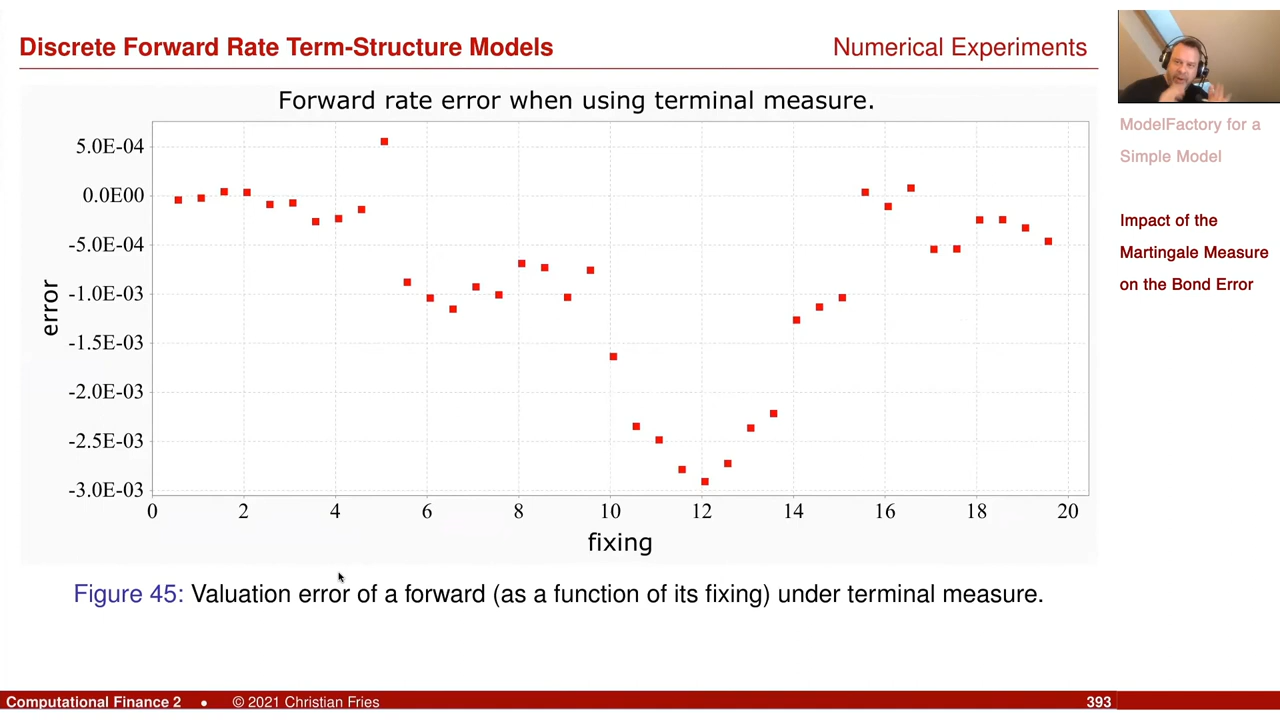 Discrete Forward Rate Term-Structure Models
Numerical Experiments
Forward rate error when using terminal measure.
5.0E-04
0.0E00
-5.0E-04
-1.0E-03
-1.5E-03
-2.0E-03
-2.5E-03
-3.0E-03
error
0 2 4 6 8 10 12 14 16 18 20
fixing
Figure 45: Valuation error of a forward (as a function of its fixing) under terminal measure.
ModelFactory for a
Simple Model
Impact of the
Martingale Measure
on the Bond Error
Computational Finance 2 • © 2021 Christian Fries
393